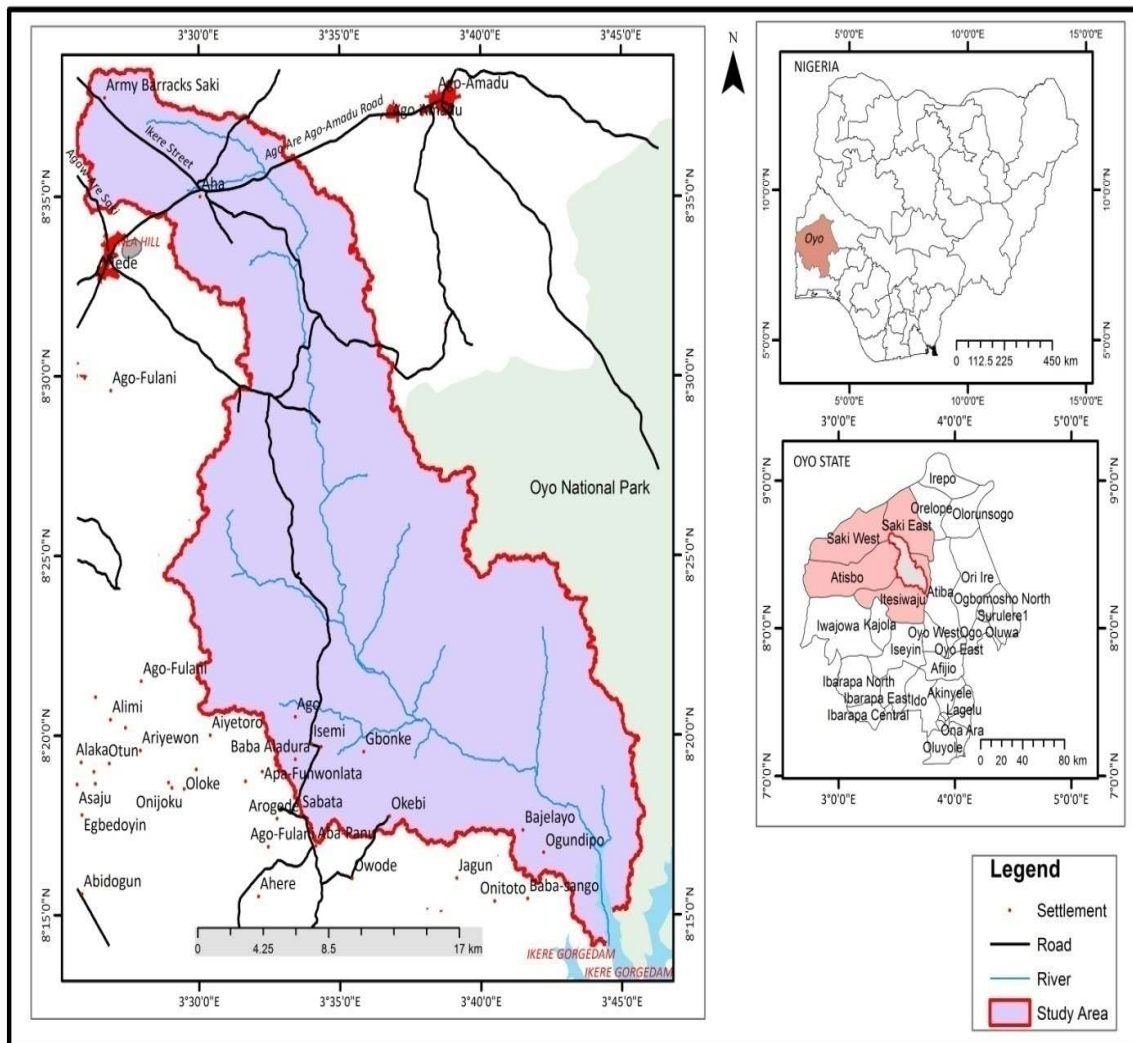 3°30'0"E
3°35'0"E
3°40'0"E
3°45'0"E
Army Barracks Saki
Ago-Amadu
Ago-Amadu
Ago Are Ago-Amadu Road
Ikere Street
Agaw Are Saki
Aha
HILL
Tede
8°35'0"N
8°35'0"N
8°30'0"N
8°30'0"N
Ago-Fulani
Oyo National Park
8°25'0"N
8°25'0"N
Ago-Fulani
Alimi
Ago
Aiyetoro
Isemi
8°20'0"N
8°20'0"N
Ariyewon
Baba Aladura
Gbonke
Alaka
Otun
Apa-Funwonlata
Oloke
Asaju
Onijoku
Arogede
Sabata
Okebi
Egbedoyin
Bajelayo
Ago-Fulani
Aba-Panu
Ogundipo
Owode
Jagun
Abidogun
Ahere
Onitoto
Baba-sango
8°15'0"N
8°15'0"N
0
4.25
8.5
17 km
IKERE GORGEDAM
IKERE GORGEDAM
3°30'0"E
3°35'0"E
3°40'0"E
3°45'0"E
N
5°0'0"E
10°0'0"E
15°0'0"E
NIGERIA
10°0'0"N
10°0'0"N
Oyo
5°0'0"N
5°0'0"N
0 112.5 225 450 km
5°0'0"E
10°0'0"E
15°0'0"E
3°0'0"E
4°0'0"E
5°0'0"E
OYO STATE
9°0'0"N
9°0'0"N
Irepo
Orelope
Olorunsogo
Saki East
Saki West
Atisbo
Ori Ire
Itesiwaju
Atiba
Ogbomosho North
Surulere1
8°0'0"N
8°0'0"N
Iwajowa
Kajola
Oyo West
Ogo Oluwa
Iseyin
Oyo East
Afijio
Ibarapa North
Ibarapa East
Ido
Akinyele
Ibarapa Central
Lagelu
Ona Ara
Oluyole
0 20 40 80 km
7°0'0"N
7°0'0"N
3°0'0"E
4°0'0"E
5°0'0"E
Legend
Settlement
Road
River
Study Area